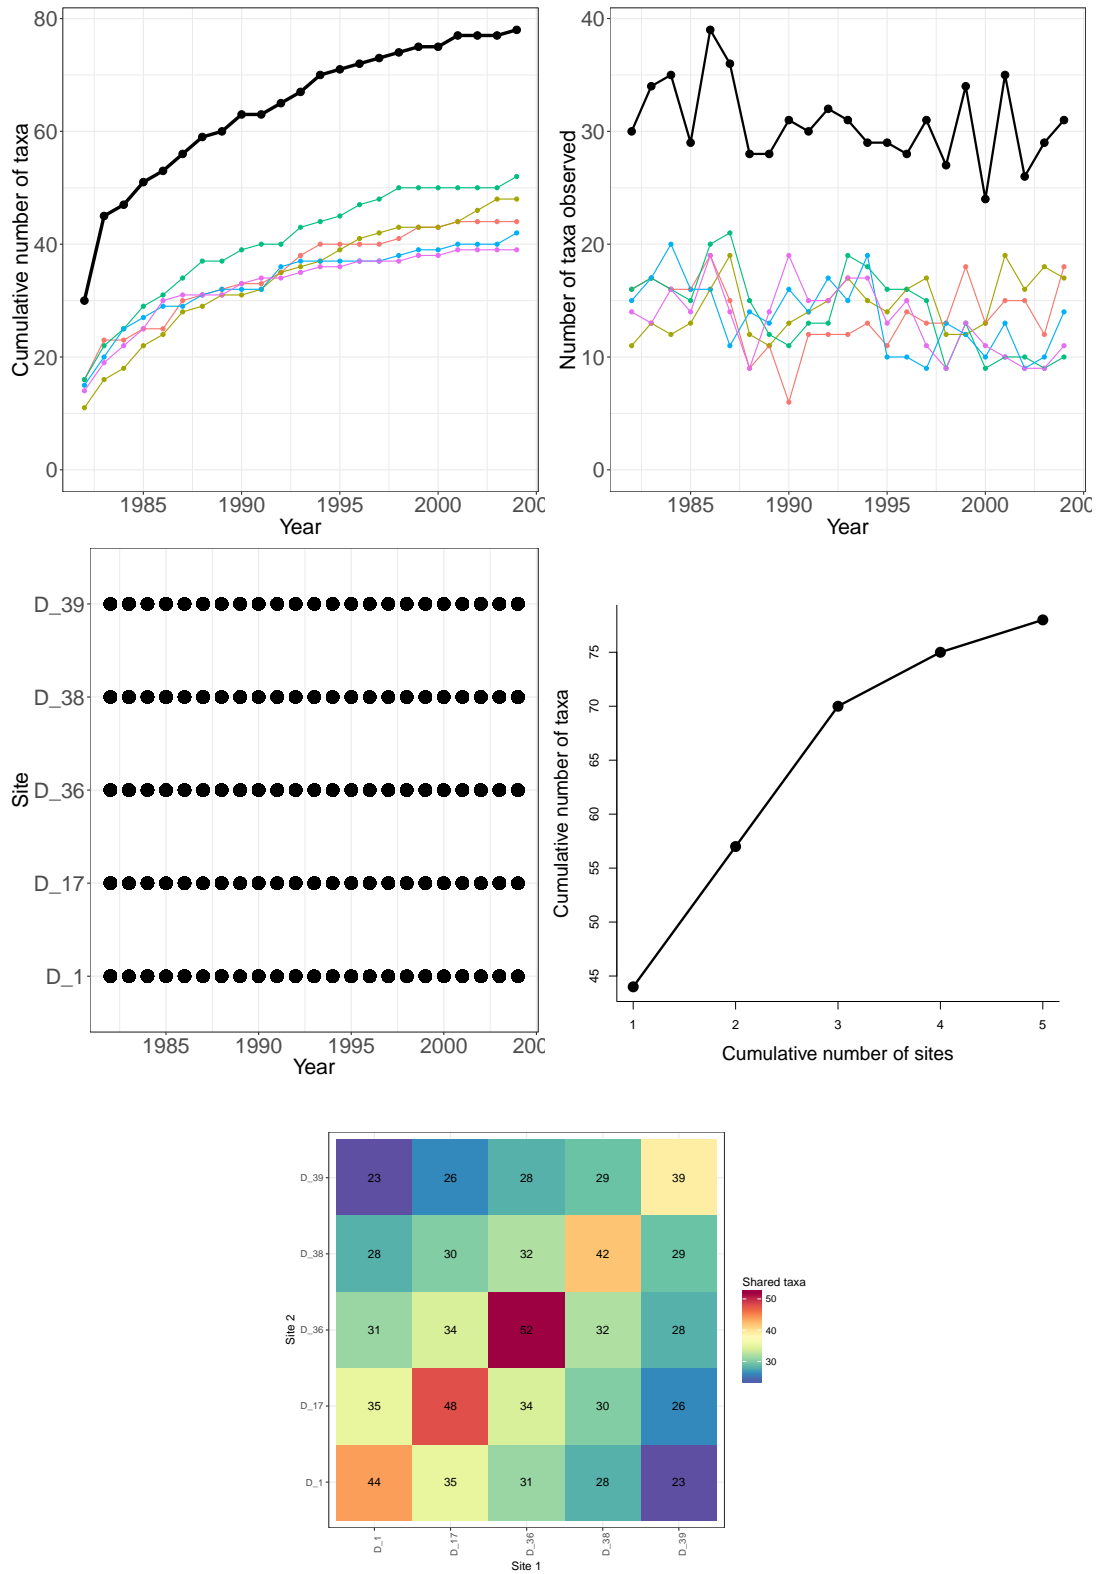 80
60
40
20
0
Cumulative number of taxa
1985 1990 1995 2000 200
Year
40
30
20
10
0
Number of taxa observed
1985 1990 1995 2000 200
Year
D_39
D_38
D_36
D_17
D_1
Site
1985 1990 1995 2000 200
Year
75
70
65
60
55
50
45
Cumulative number of taxa
1 2 3 4 5
Cumulative number of sites
D_39 23 26 28 29 39
D_38 28 30 32 42 29
D_36 31 34 52 32 28
D_17 35 48 34 30 26
D_1 44 35 31 28 23
Site 2
D_1 D_17 D_36 D_38 D_39
Site 1
Shared taxa
50
40
30